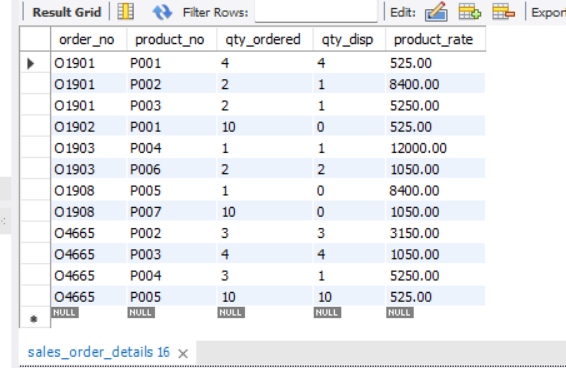 Result Grid Filter Rows: Edit: Export
order_no product_no qty_ordered qty_disp product_rate
O1901 P001 4 4 525.00
O1901 P002 2 1 8400.00
O1901 P003 2 1 5250.00
O1902 P001 10 0 525.00
O1903 P004 1 1 12000.00
O1903 P006 2 2 1050.00
O1908 P005 1 0 8400.00
O1908 P007 10 0 1050.00
O4665 P002 3 3 3150.00
O4665 P003 4 4 1050.00
O4665 P004 3 1 5250.00
O4665 P005 10 10 525.00
NULL NULL NULL NULL NULL
sales_order_details 16